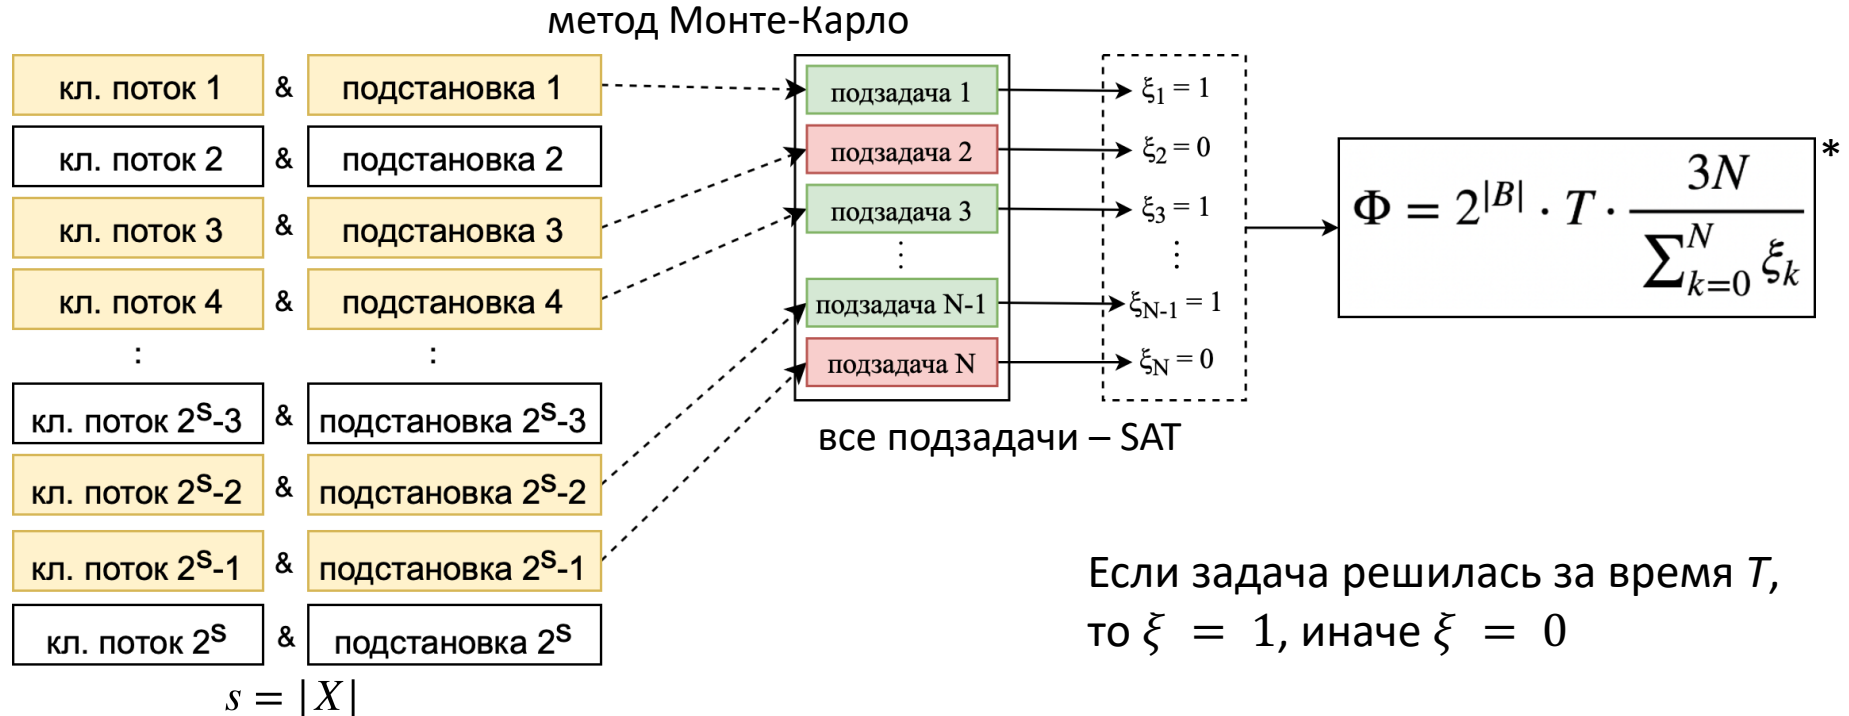 метод Монте-Карло
кл. поток 1 & подстановка 1
кл. поток 2 & подстановка 2
кл. поток 3 & подстановка 3
кл. поток 4 & подстановка 4
: :
кл. поток 2^S-3 & подстановка 2^S-3
кл. поток 2^S-2 & подстановка 2^S-2
кл. поток 2^S-1 & подстановка 2^S-1
кл. поток 2^S & подстановка 2^S
s = |X|
подзадача 1
подзадача 2
подзадача 3
⋮
подзадача N-1
подзадача N
все подзадачи – SAT
ξ₁ = 1
ξ₂ = 0
ξ₃ = 1
⋮
ξ_{N-1} = 1
ξ_N = 0
Φ = 2^{|B|} · T · 3N / ∑_{k=0}^{N} ξ_k *
Если задача решилась за время T,
то ξ = 1, иначе ξ = 0